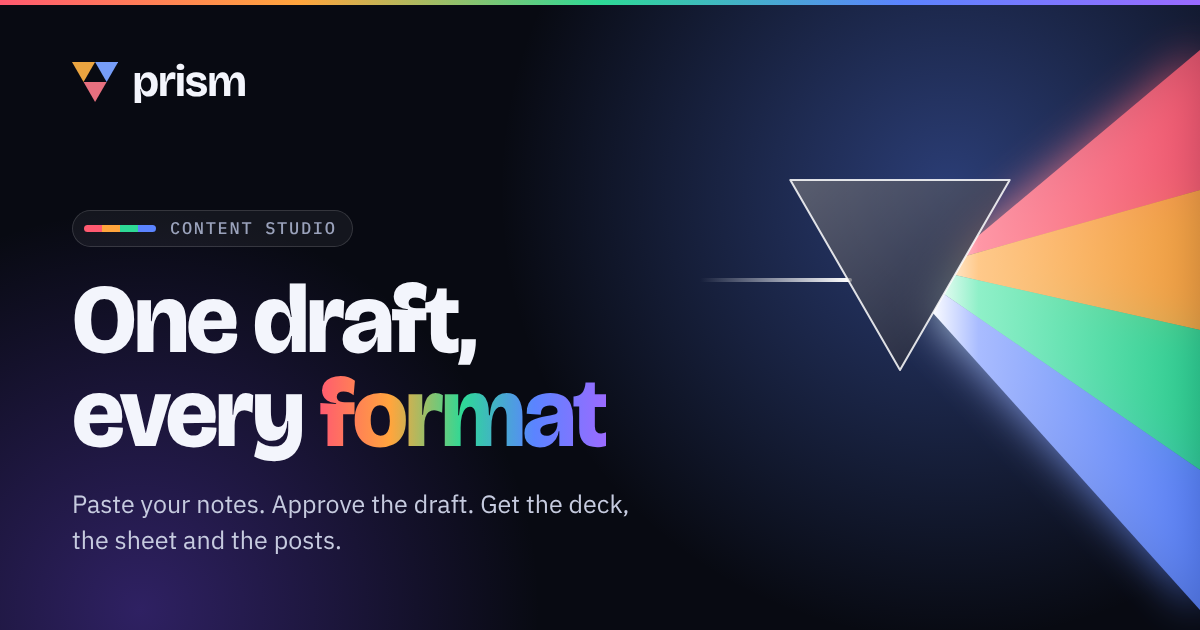 prism
CONTENT STUDIO
One draft,
every format
Paste your notes. Approve the draft. Get the deck,
the sheet and the posts.